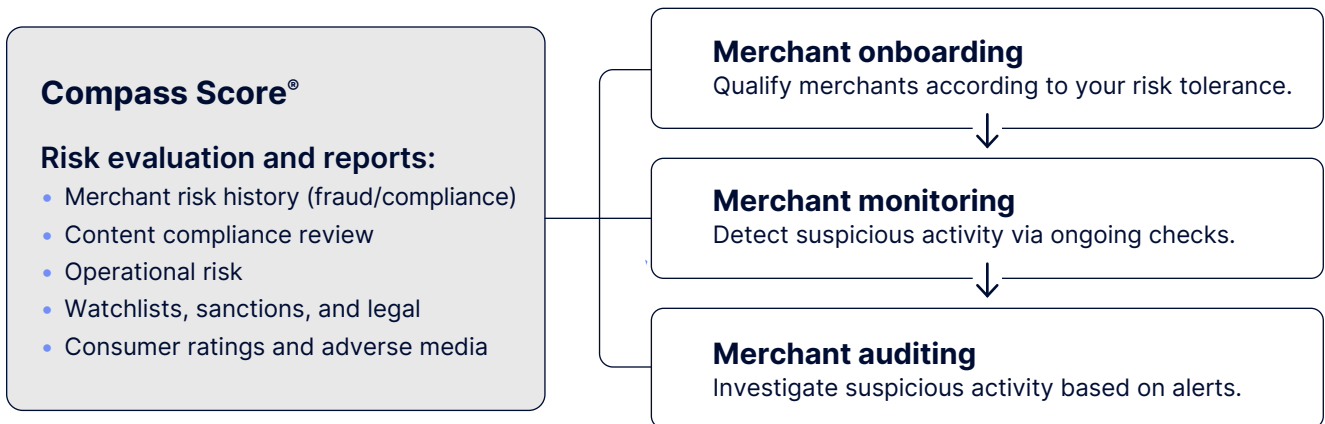 Compass Score®
Risk evaluation and reports:
• Merchant risk history (fraud/compliance)
• Content compliance review
• Operational risk
• Watchlists, sanctions, and legal
• Consumer ratings and adverse media
Merchant onboarding
Qualify merchants according to your risk tolerance.
Merchant monitoring
Detect suspicious activity via ongoing checks.
Merchant auditing
Investigate suspicious activity based on alerts.